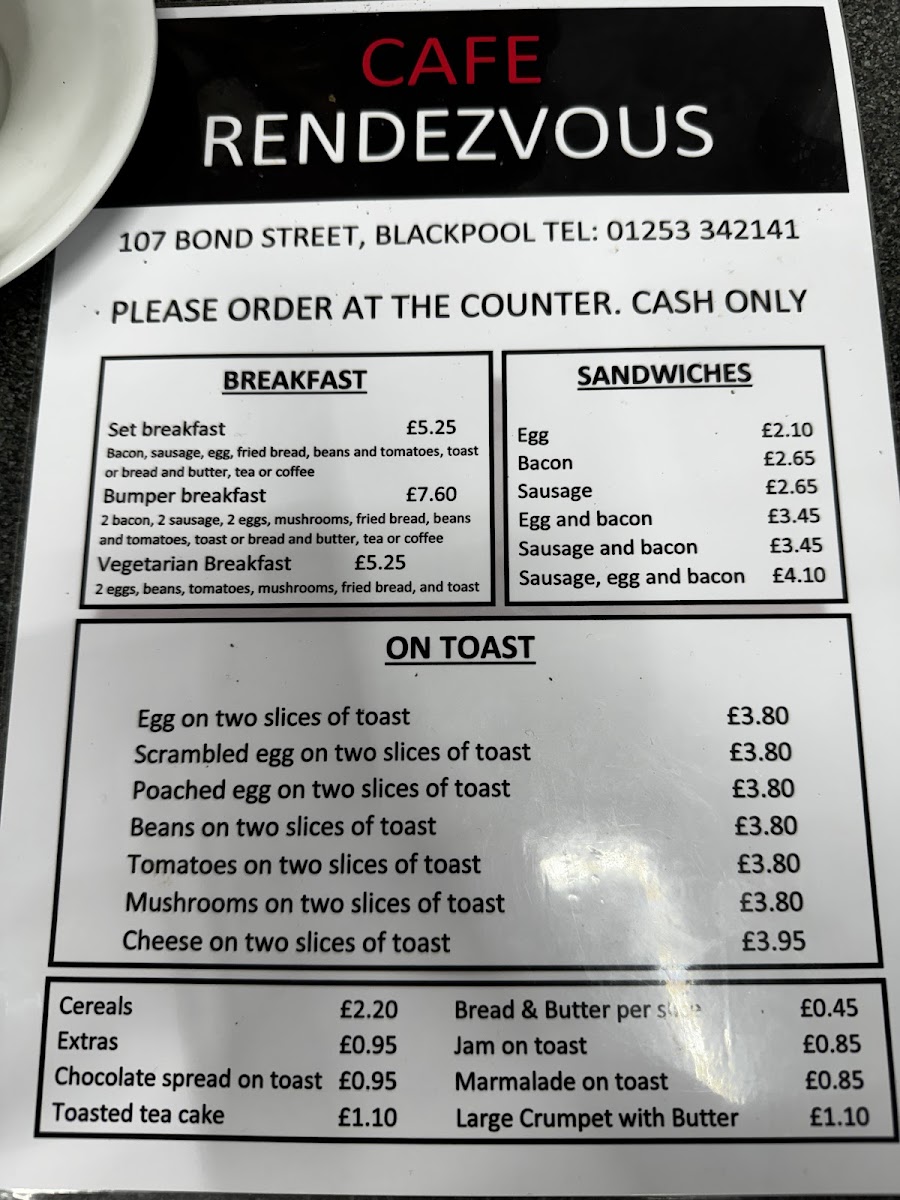 CAFE
RENDEZVOUS
107 BOND STREET, BLACKPOOL TEL: 01253 342141
PLEASE ORDER AT THE COUNTER. CASH ONLY
BREAKFAST
Set breakfast £5.25
Bacon, sausage, egg, fried bread, beans and tomatoes, toast
or bread and butter, tea or coffee
Bumper breakfast £7.60
2 bacon, 2 sausage, 2 eggs, mushrooms, fried bread, beans
and tomatoes, toast or bread and butter, tea or coffee
Vegetarian Breakfast £5.25
2 eggs, beans, tomatoes, mushrooms, fried bread, and toast
SANDWICHES
Egg £2.10
Bacon £2.65
Sausage £2.65
Egg and bacon £3.45
Sausage and bacon £3.45
Sausage, egg and bacon £4.10
ON TOAST
Egg on two slices of toast £3.80
Scrambled egg on two slices of toast £3.80
Poached egg on two slices of toast £3.80
Beans on two slices of toast £3.80
Tomatoes on two slices of toast £3.80
Mushrooms on two slices of toast £3.80
Cheese on two slices of toast £3.95
Cereals £2.20
Extras £0.95
Chocolate spread on toast £0.95
Toasted tea cake £1.10
Bread & Butter per slice £0.45
Jam on toast £0.85
Marmalade on toast £0.85
Large Crumpet with Butter £1.10